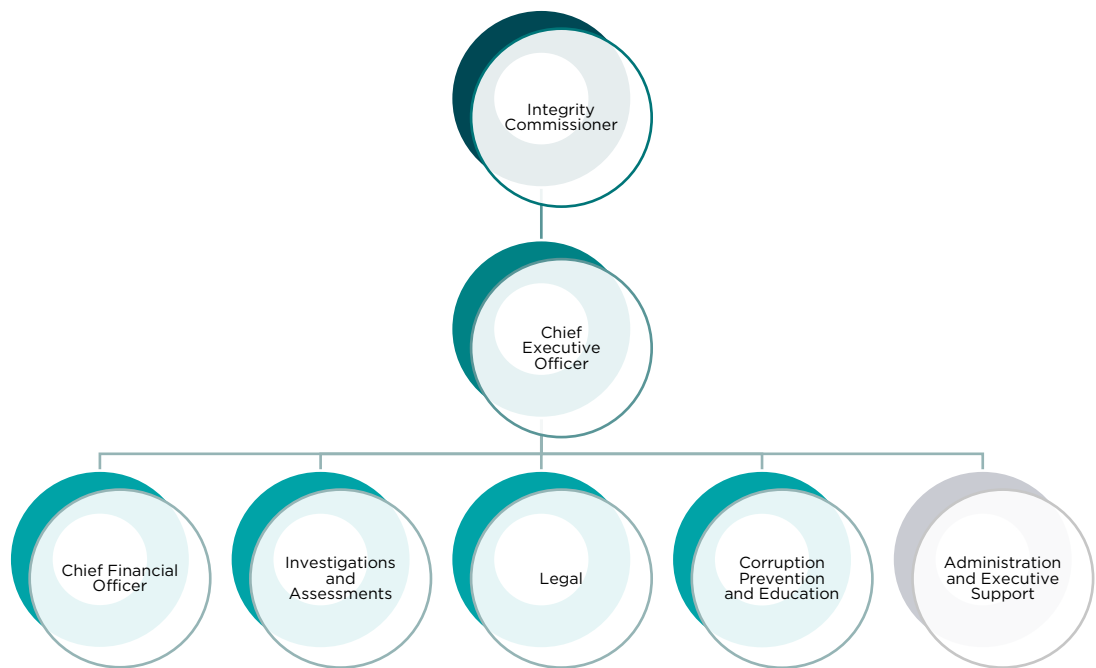 Integrity
Commissioner
Chief
Executive
Officer
Chief Financial
Officer
Investigations
and
Assessments
Legal
Corruption
Prevention
and Education
Administration
and Executive
Support